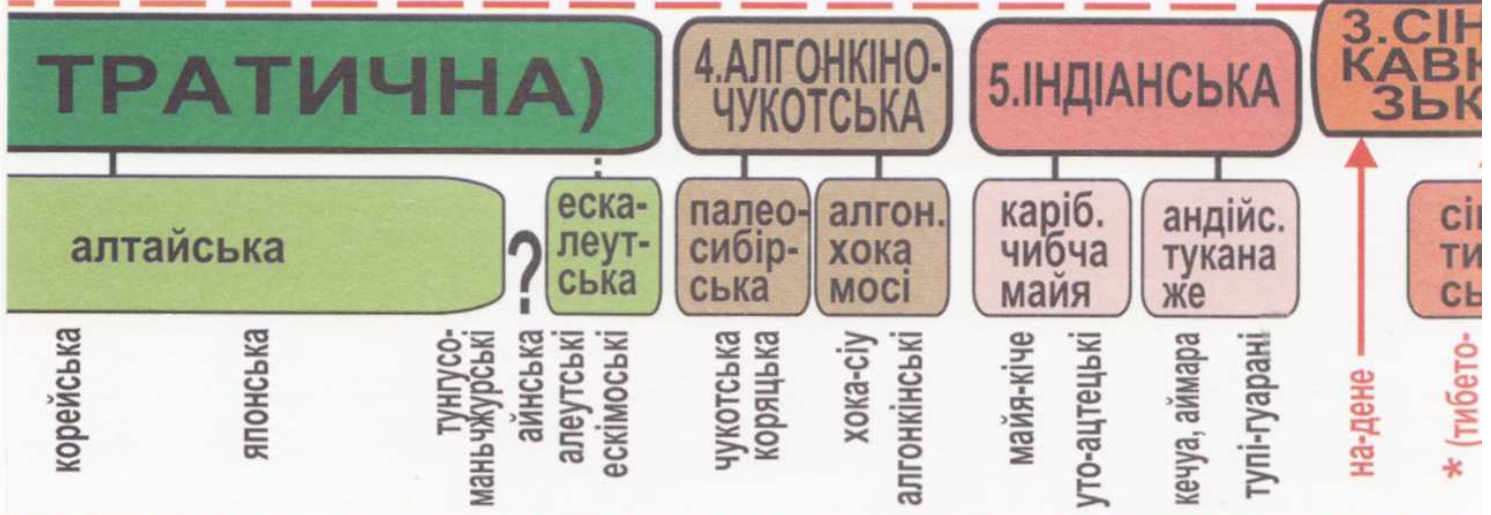 ТРАТИЧНА)
4.АЛГОНКІНО-
ЧУКОТСЬКА
5.ІНДІАНСЬКА
3.СІН
КАВК
ЗЬК
алтайська
?
еска-
леут-
ська
палео-
сибір-
ська
алгон.
хока
мосі
каріб.
чибча
майя
андійс.
тукана
же
сін
ти
сь
корейська
японська
тунгусо-
маньчжурські
айнська
алеутські
ескімоські
чукотська
коряцька
хока-сіу
алгонкінські
майя-кіче
уто-ацтецькі
кечуа, аймара
тупі-гуарані
на-дене
* (тибето-